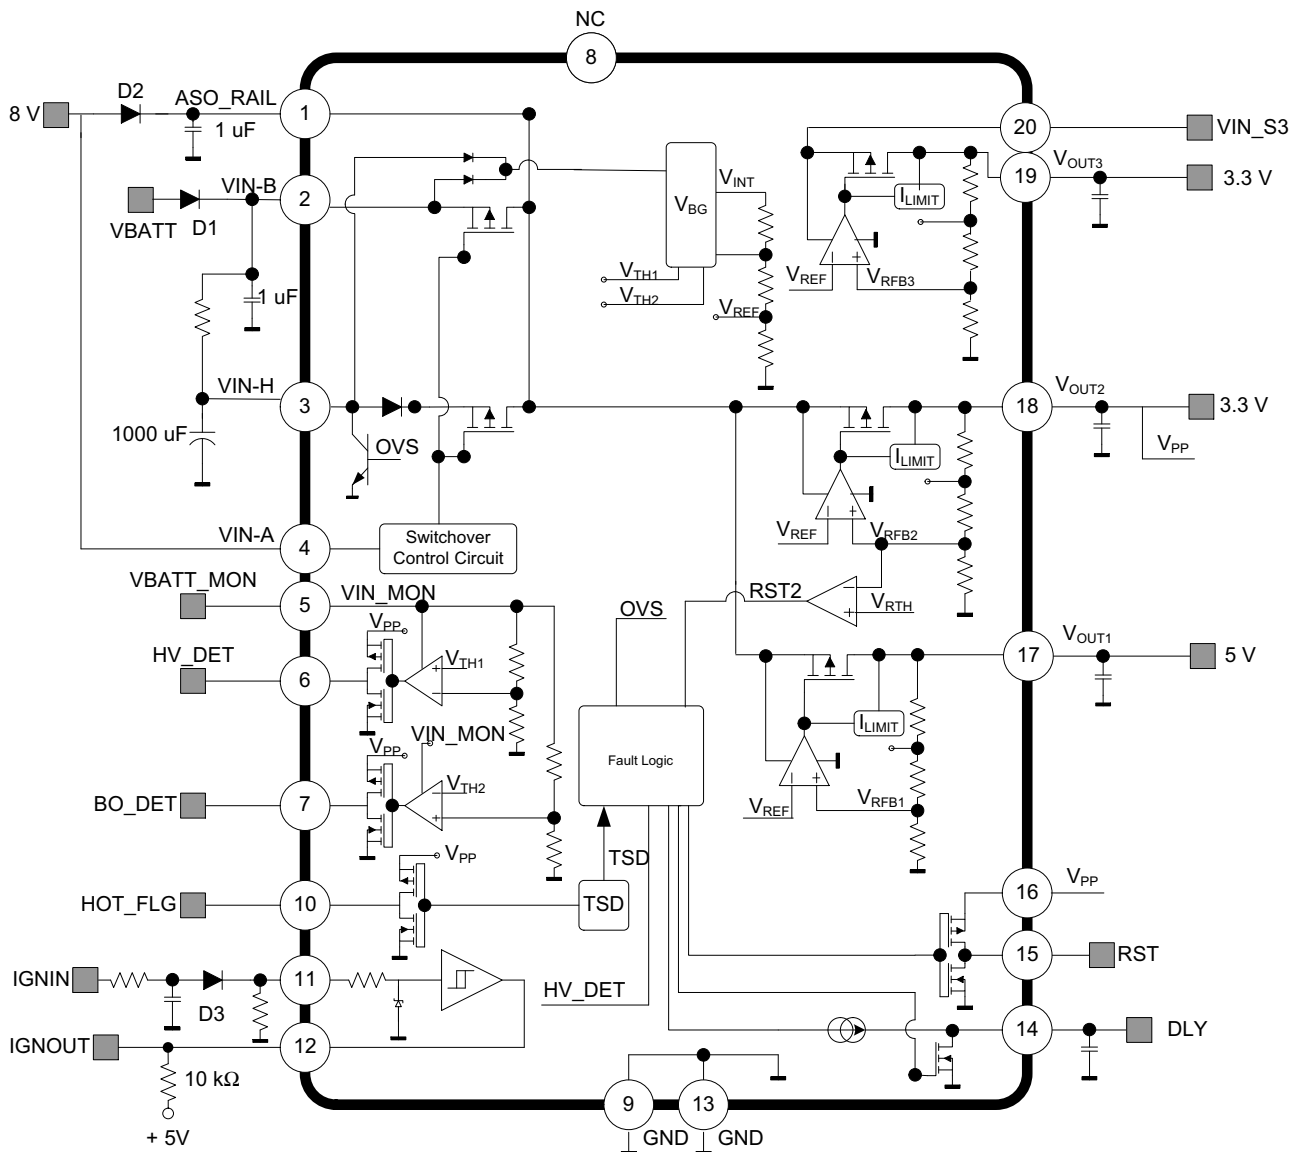 NC
8
8 V
D2
ASO_RAIL
1
1 uF
20
VIN_S3
VBATT
D1
VIN-B
2
VINT
VBG
VTH1
VTH2
VREF
ILIMIT
VREF
VRFB3
19
VOUT3
3.3 V
1 uF
VIN-H
3
1000 uF
OVS
18
VOUT2
3.3 V
VPP
ILIMIT
VREF
VRFB2
VIN-A
4
Switchover
Control Circuit
RST2
VRTH
VBATT_MON
5
VIN_MON
OVS
VPP
HV_DET
6
VTH1
17
VOUT1
5 V
ILIMIT
VREF
VRFB1
VIN_MON
VPP
BO_DET
7
VTH2
Fault Logic
TSD
VPP
HOT_FLG
10
TSD
16
VPP
15
RST
IGNIN
D3
11
HV_DET
IGNOUT
12
14
DLY
10 kΩ
+ 5V
9
13
GND
GND